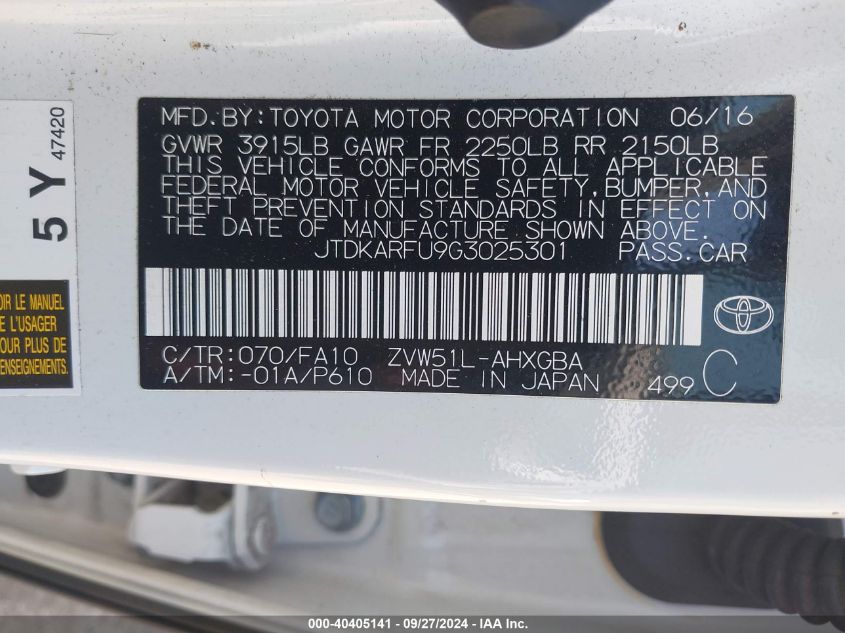 MFD.BY:TOYOTA MOTOR CORPORATION 06/16
GVWR 3915LB GAWR FR 2250LB RR 2150LB
THIS VEHICLE CONFORMS TO ALL APPLICABLE
FEDERAL MOTOR VEHICLE SAFETY,BUMPER,AND
THEFT PREVENTION STANDARDS IN EFFECT ON
THE DATE OF MANUFACTURE SHOWN ABOVE.
JTDKARFU9G3025301 PASS.CAR
C/TR:070/FA10 ZVW51L-AHXGBA
A/TM:-01A/P610 MADE IN JAPAN 499 C
5 Y 47420
OIR LE MANUEL
E L'USAGER
POUR PLUS DE
ENSEIGNEMENTS.
000-40405141 - 09/27/2024 - IAA Inc.